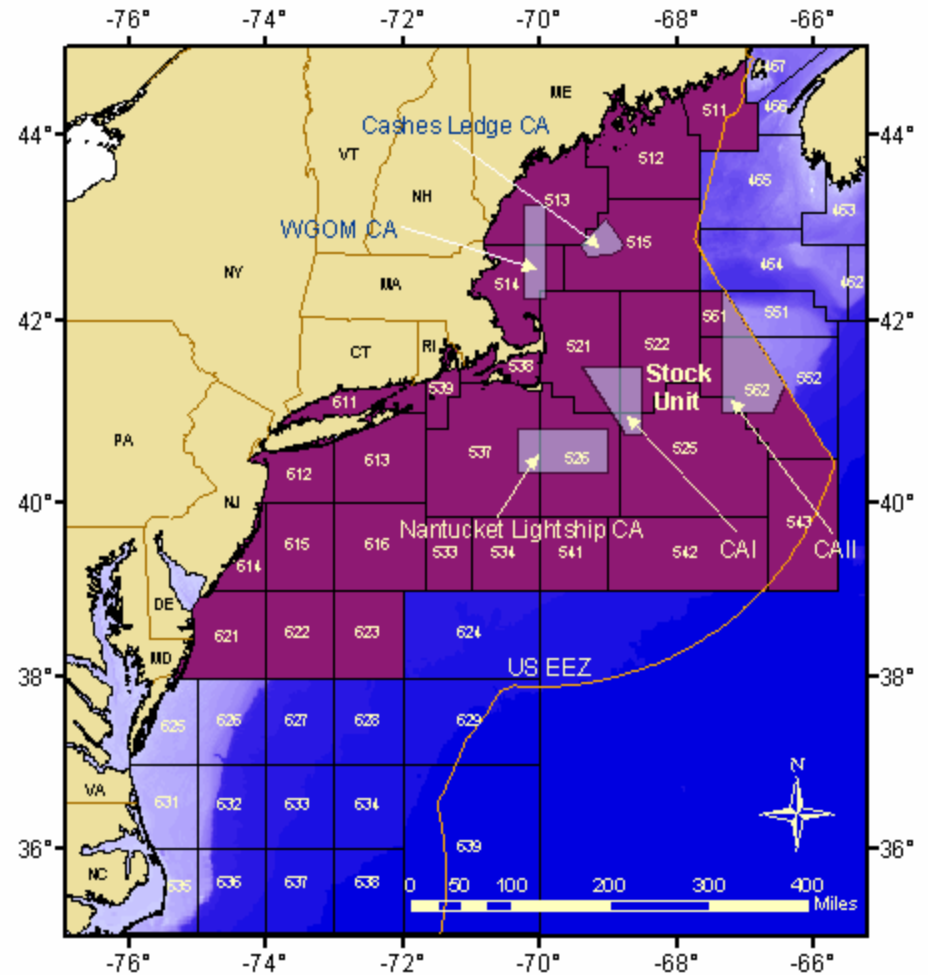 -76° -74° -72° -70° -68° -66°
467
ME
511
466
44° 44°
Cashes Ledge CA
VT
512
465
NH
513
463
WGOM CA
515
464
NY
MA
514
462
42° 42°
561
551
CT
RI
521
522
538
Stock
Unit
552
562
539
611
PA
537
526
525
613
612
40° 40°
NJ
Nantucket Lightship CA
543
615
616
533
534
541
542
CAI
CAII
614
DE
621
622
623
624
MD
US EEZ
38° 38°
625
626
627
628
629
N
VA
631
632
633
634
36° 36°
639
NC
635
636
637
638
0 50 100 200 300 400
Miles
-76° -74° -72° -70° -68° -66°